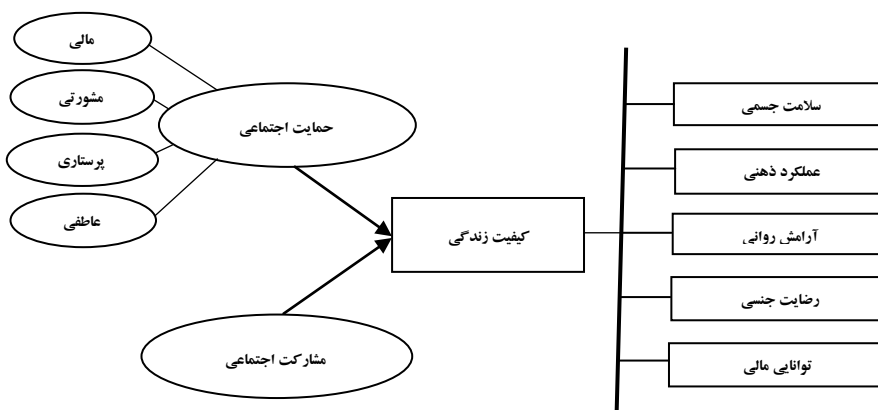 مالی
مشورتی
پرستاری
عاطفی
حمایت اجتماعی
مشارکت اجتماعی
کیفیت زندگی
سلامت جسمی
عملکرد ذهنی
آرامش روانی
رضایت جنسی
توانایی مالی